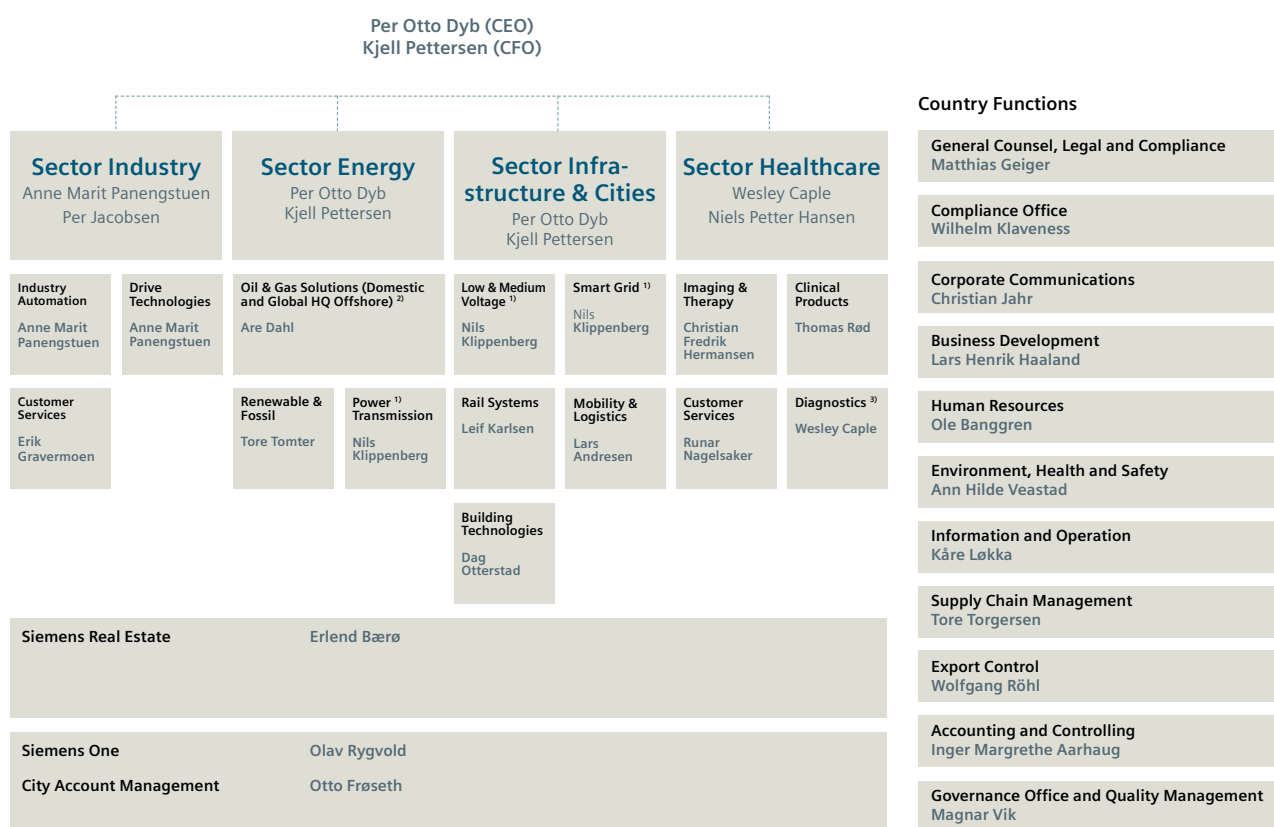 Per Otto Dyb (CEO)
Kjell Pettersen (CFO)
Sector Industry
Anne Marit Panengstuen
Per Jacobsen
Sector Energy
Per Otto Dyb
Kjell Pettersen
Sector Infra-
structure & Cities
Per Otto Dyb
Kjell Pettersen
Sector Healthcare
Wesley Caple
Niels Petter Hansen
Industry
Automation
Anne Marit
Panengstuen
Drive
Technologies
Anne Marit
Panengstuen
Oil & Gas Solutions (Domestic
and Global HQ Offshore) 2)
Are Dahl
Low & Medium
Voltage 1)
Nils
Klippenberg
Smart Grid 1)
Nils
Klippenberg
Imaging &
Therapy
Christian
Fredrik
Hermansen
Clinical
Products
Thomas Rød
Customer
Services
Erik
Gravermoen
Renewable &
Fossil
Tore Tomter
Power 1)
Transmission
Nils
Klippenberg
Rail Systems
Leif Karlsen
Mobility &
Logistics
Lars
Andresen
Customer
Services
Runar
Nagelsaker
Diagnostics 3)
Wesley Caple
Building
Technologies
Dag
Otterstad
Siemens Real Estate Erlend Bærø
Siemens One Olav Rygvold
City Account Management Otto Frøseth
Country Functions
General Counsel, Legal and Compliance
Matthias Geiger
Compliance Office
Wilhelm Klaveness
Corporate Communications
Christian Jahr
Business Development
Lars Henrik Haaland
Human Resources
Ole Banggren
Environment, Health and Safety
Ann Hilde Veastad
Information and Operation
Kåre Løkka
Supply Chain Management
Tore Torgersen
Export Control
Wolfgang Röhl
Accounting and Controlling
Inger Margrethe Aarhaug
Governance Office and Quality Management
Magnar Vik